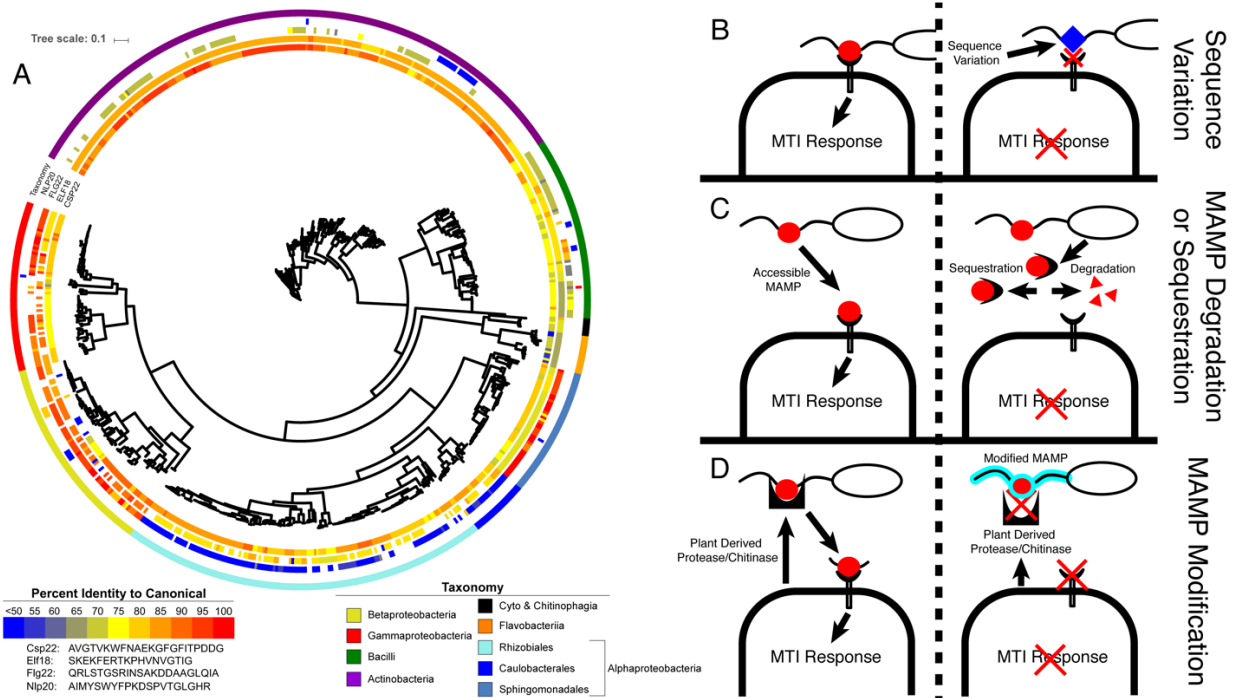 Tree scale: 0.1
A
Taxonomy
NLP20
FLG22
ELF18
CSP22
Percent Identity to Canonical
<50 55 60 65 70 75 80 85 90 95 100
Csp22: AVGTVKWFNAEKGFGFITPDDG
Elf18: SKEKFERTKPHVNVGTIG
Flg22: QRLSTGSRINSAKDDAAGLQIA
Nlp20: AIMYSWYFPKDSPVTGLGHR
Taxonomy
Betaproteobacteria
Gammaproteobacteria
Bacilli
Actinobacteria
Cyto & Chitinophagia
Flavobacteriia
Rhizobiales
Caulobacterales
Sphingomonadales
Alphaproteobacteria
B
MTI Response
Sequence
Variation
MTI Response
Sequence
Variation
C
Accessible
MAMP
MTI Response
Sequestration
Degradation
MTI Response
MAMP Degradation
or Sequestration
D
Plant Derived
Protease/Chitinase
MTI Response
Modified MAMP
Plant Derived
Protease/Chitinase
MTI Response
MAMP Modification